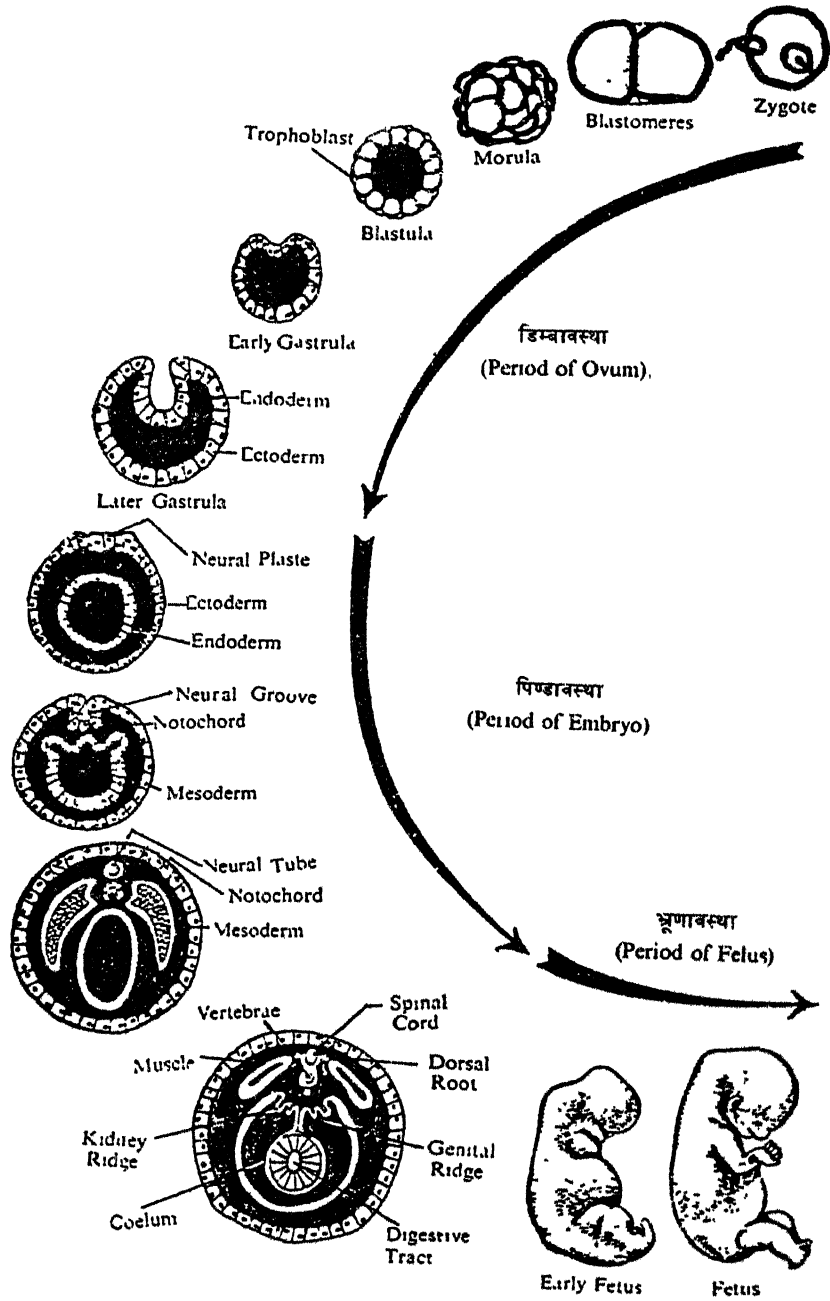 Zygote
Blastomeres
Morula
Trophoblast
Blastula
Early Gastrula
डिम्बावस्था
(Period of Ovum),
Endoderm
Ectoderm
Later Gastrula
Neural Plaste
Ectoderm
Endoderm
पिण्डावस्था
(Period of Embryo)
Neural Groove
Notochord
Mesoderm
Neural Tube
Notochord
Mesoderm
भ्रूणावस्था
(Period of Fetus)
Vertebrae
Spinal
Cord
Muscle
Dorsal
Root
Kidney
Ridge
Genital
Ridge
Coelum
Digestive
Tract
Early Fetus
Fetus